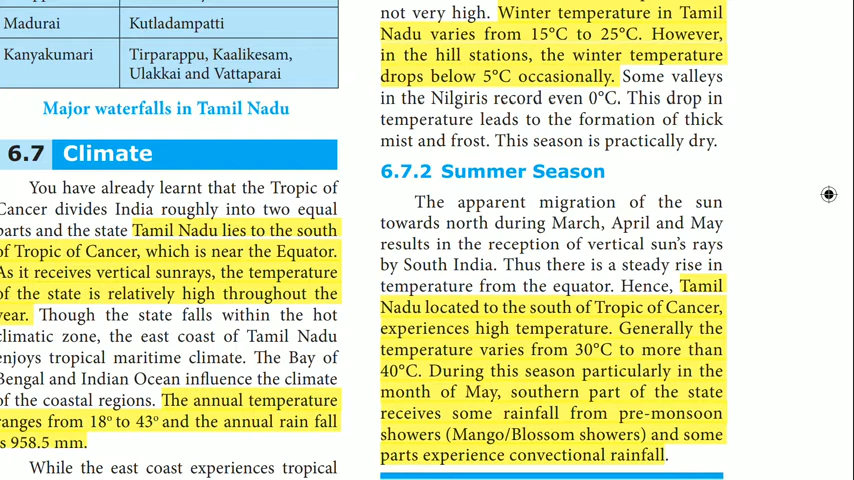 Madurai Kutladampatti
Kanyakumari Tirparappu, Kaalikesam,
Ulakkai and Vattaparai
Major waterfalls in Tamil Nadu
6.7 Climate
You have already learnt that the Tropic of
Cancer divides India roughly into two equal
parts and the state Tamil Nadu lies to the south
of Tropic of Cancer, which is near the Equator.
As it receives vertical sunrays, the temperature
of the state is relatively high throughout the
year. Though the state falls within the hot
climatic zone, the east coast of Tamil Nadu
enjoys tropical maritime climate. The Bay of
Bengal and Indian Ocean influence the climate
of the coastal regions. The annual temperature
ranges from 18° to 43° and the annual rain fall
is 958.5 mm.
While the east coast experiences tropical
not very high. Winter temperature in Tamil
Nadu varies from 15°C to 25°C. However,
in the hill stations, the winter temperature
drops below 5°C occasionally. Some valleys
in the Nilgiris record even 0°C. This drop in
temperature leads to the formation of thick
mist and frost. This season is practically dry.
6.7.2 Summer Season
The apparent migration of the sun
towards north during March, April and May
results in the reception of vertical sun's rays
by South India. Thus there is a steady rise in
temperature from the equator. Hence, Tamil
Nadu located to the south of Tropic of Cancer,
experiences high temperature. Generally the
temperature varies from 30°C to more than
40°C. During this season particularly in the
month of May, southern part of the state
receives some rainfall from pre-monsoon
showers (Mango/Blossom showers) and some
parts experience convectional rainfall.